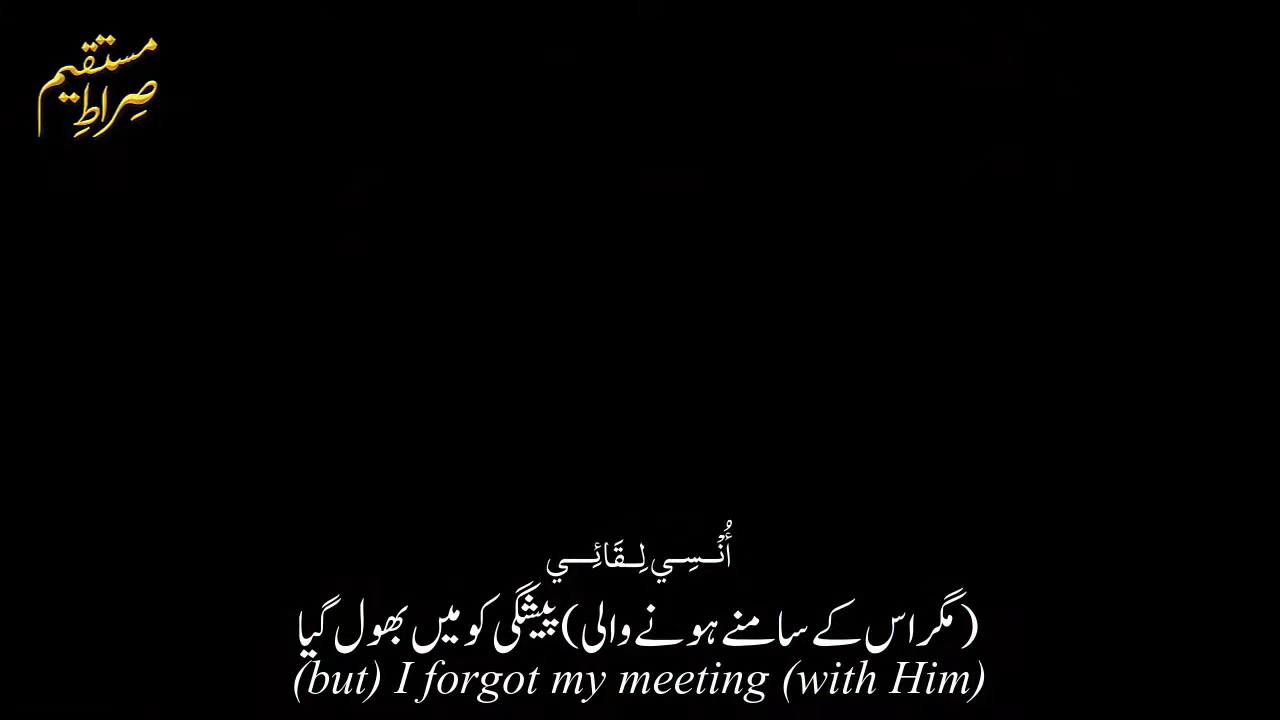 مستقیم
صِراطِ
أُنْسِي لِقَائِي
(مگر اس کے سامنے ہونے والی) پیشگی کو میں بھول گیا
(but) I forgot my meeting (with Him)